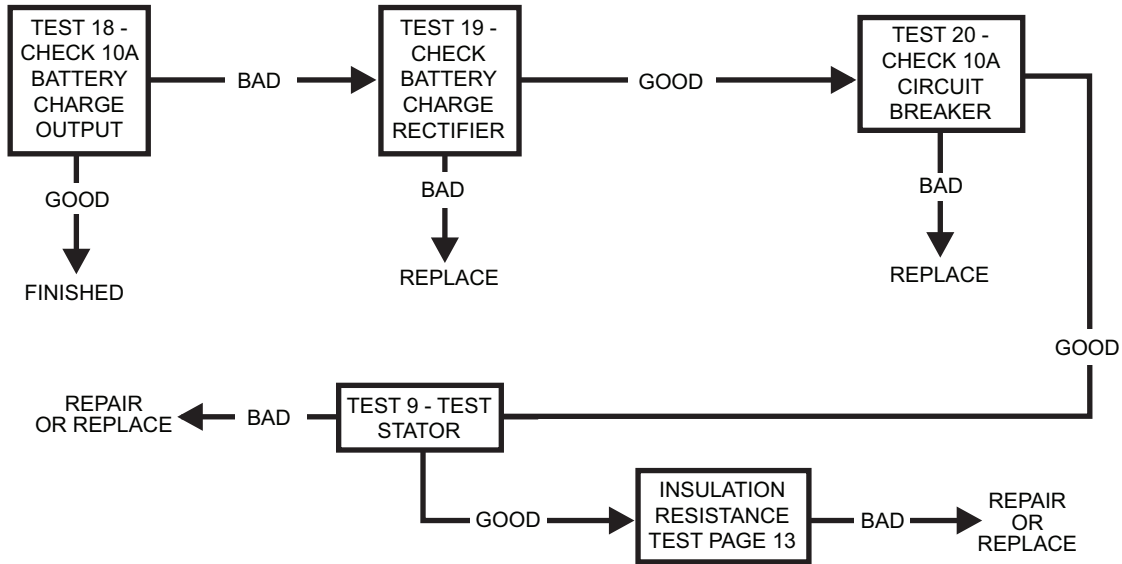 TEST 18 -
CHECK 10A
BATTERY
CHARGE
OUTPUT
BAD
TEST 19 -
CHECK
BATTERY
CHARGE
RECTIFIER
GOOD
TEST 20 -
CHECK 10A
CIRCUIT
BREAKER
GOOD
FINISHED
BAD
REPLACE
BAD
REPLACE
GOOD
REPAIR
OR REPLACE
BAD
TEST 9 - TEST
STATOR
GOOD
INSULATION
RESISTANCE
TEST PAGE 13
BAD
REPAIR
OR
REPLACE